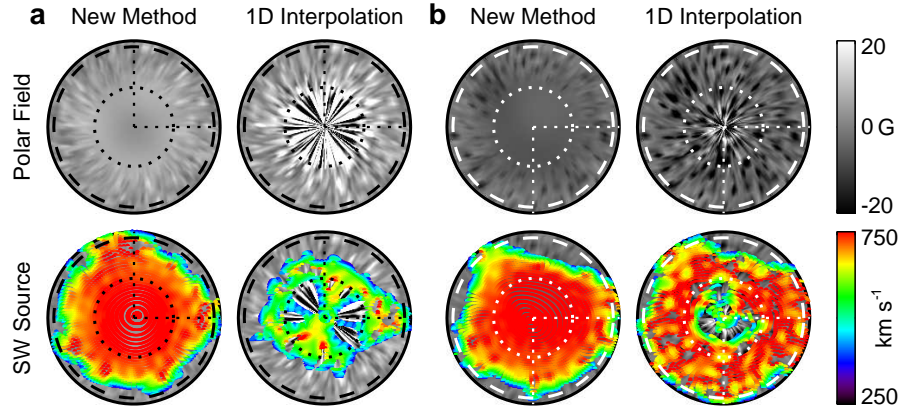 a New Method 1D Interpolation b New Method 1D Interpolation
Polar Field
20
0 G
-20
SW Source
750
km s⁻¹
250